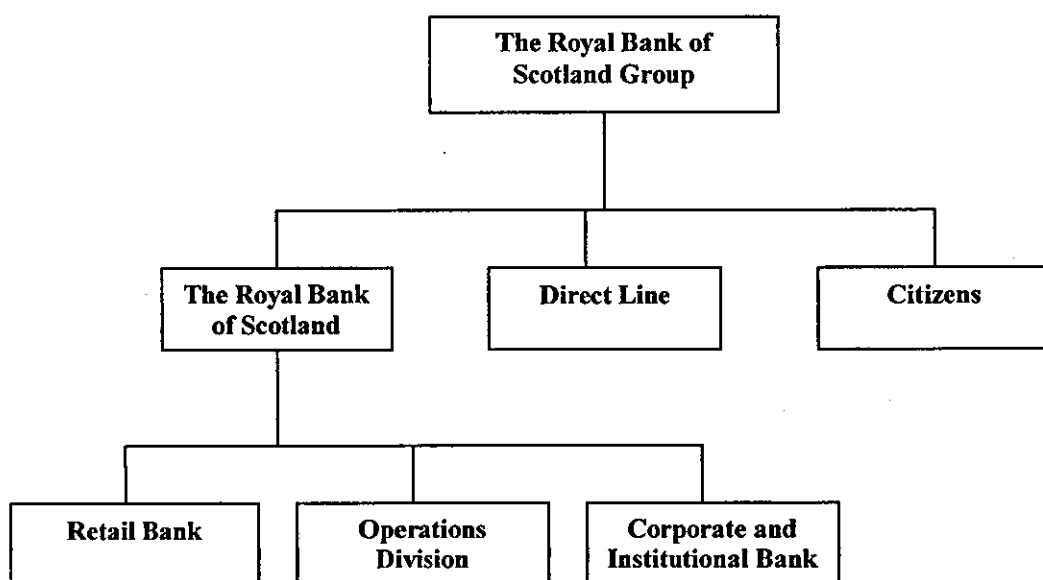 The Royal Bank of
Scotland Group
The Royal Bank
of Scotland
Direct Line
Citizens
Retail Bank
Operations
Division
Corporate and
Institutional Bank